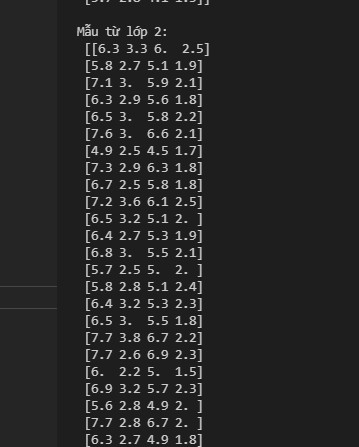 [5.7 2.8 4.1 1.3]]
Mẫu từ lớp 2:
[[6.3 3.3 6.  2.5]
[5.8 2.7 5.1 1.9]
[7.1 3.  5.9 2.1]
[6.3 2.9 5.6 1.8]
[6.5 3.  5.8 2.2]
[7.6 3.  6.6 2.1]
[4.9 2.5 4.5 1.7]
[7.3 2.9 6.3 1.8]
[6.7 2.5 5.8 1.8]
[7.2 3.6 6.1 2.5]
[6.5 3.2 5.1 2. ]
[6.4 2.7 5.3 1.9]
[6.8 3.  5.5 2.1]
[5.7 2.5 5.  2. ]
[5.8 2.8 5.1 2.4]
[6.4 3.2 5.3 2.3]
[6.5 3.  5.5 1.8]
[7.7 3.8 6.7 2.2]
[7.7 2.6 6.9 2.3]
[6.  2.2 5.  1.5]
[6.9 3.2 5.7 2.3]
[5.6 2.8 4.9 2. ]
[7.7 2.8 6.7 2. ]
[6.3 2.7 4.9 1.8]